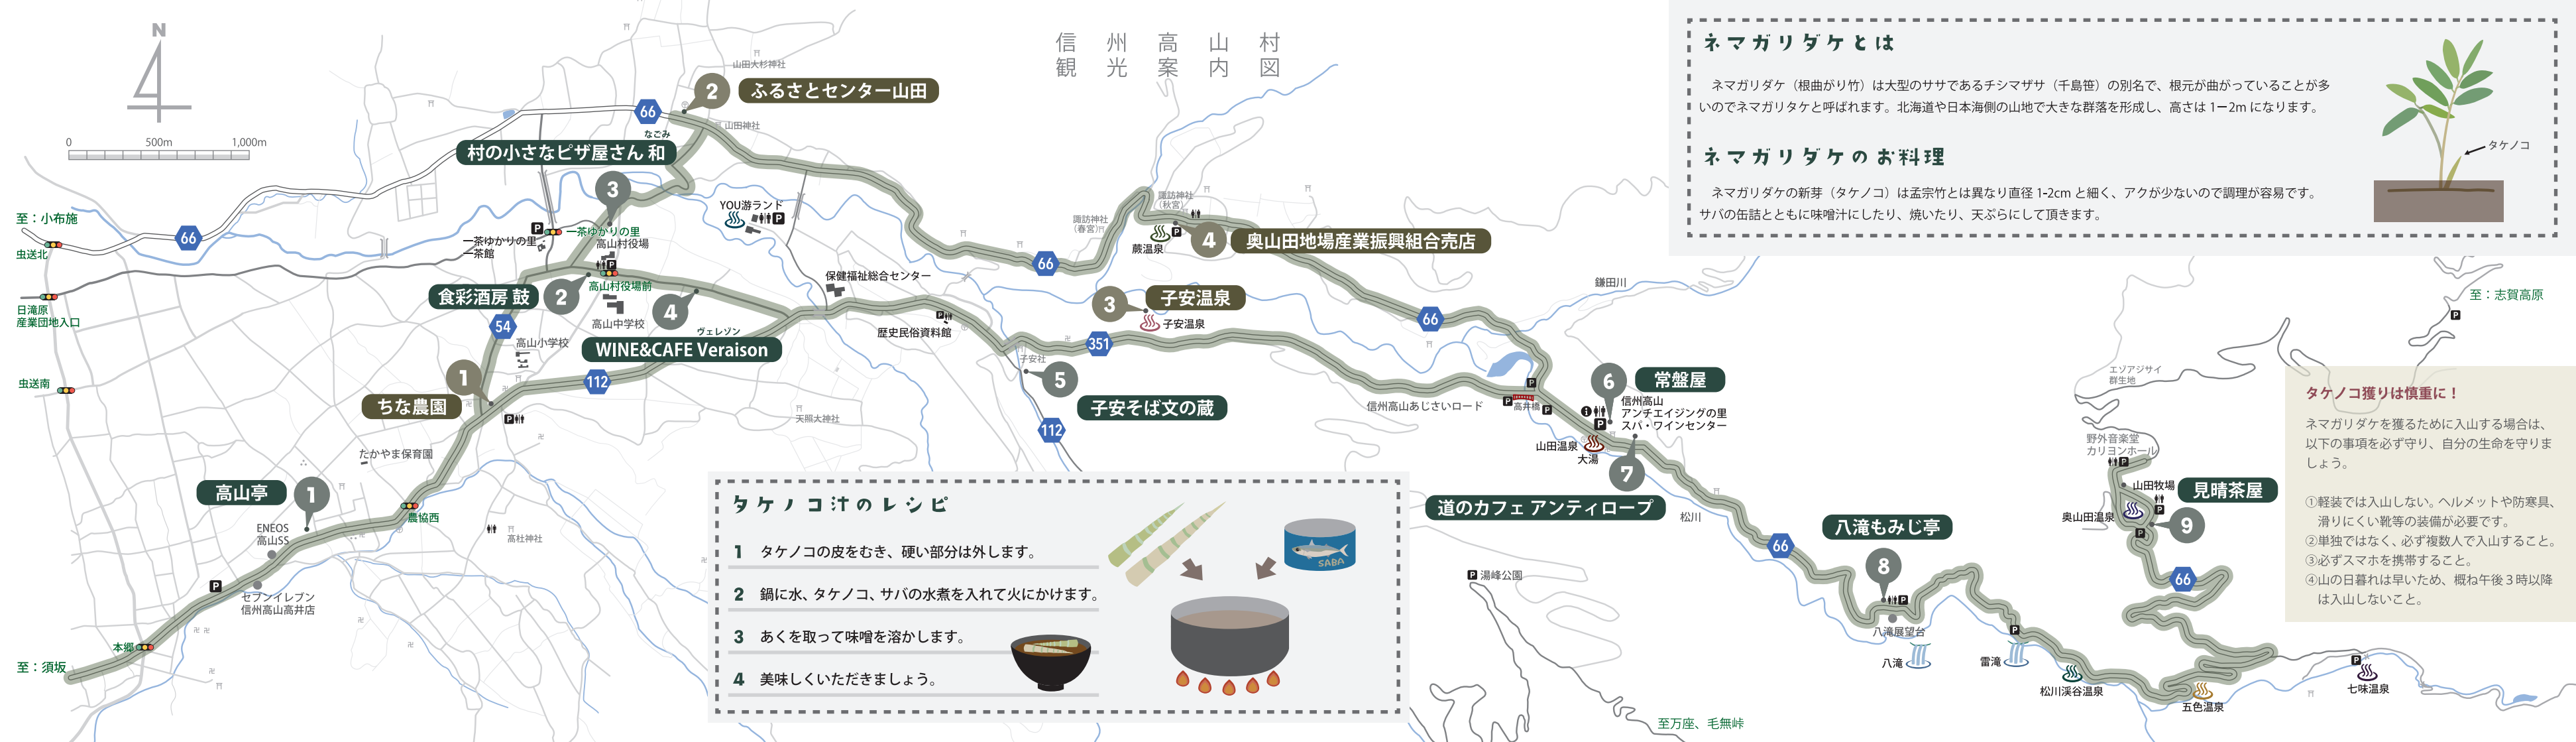 信州高山村
観光案内図
N
0 500m 1,000m
山田大杉神社
2 ふるさとセンター山田
66
山田神社
なごみ
村の小さなピザ屋さん 和
3
至：小布施
66
虫送北
日滝原
産業団地入口
虫送南
P
一茶ゆかりの里
一茶館
一茶ゆかりの里
高山村役場
P
高山村役場前
食彩酒房 鼓
2
高山中学校
4
ヴェレゾン
WINE&CAFE Veraison
54
高山小学校
1
ちな農園
112
P
YOU游ランド
P
保健福祉総合センター
歴史民俗資料館
P
天照大神社
たかやま保育園
高山亭
1
ENEOS
高山SS
農協西
高杜神社
P
セブンイレブン
信州高山高井店
本郷
至：須坂
諏訪神社
（春宮）
諏訪神社
（秋宮）
蕨温泉
P
4 奥山田地場産業振興組合売店
66
3 子安温泉
子安温泉
351
子安社
5
子安そば文の蔵
112
66
鎌田川
信州高山あじさいロード
P
P
高井橋
P
6 常盤屋
信州高山
アンチエイジングの里
スパ・ワインセンター
P
山田温泉
大湯
7
道のカフェ アンティロープ
松川
66
P 湯峰公園
至万座、毛無峠
八滝もみじ亭
8
P
八滝展望台
八滝
P
雷滝
松川渓谷温泉
五色温泉
P
七味温泉
66
エゾアジサイ
群生地
野外音楽堂
カリヨンホール
P
山田牧場
見晴茶屋
9
P
奥山田温泉
P
至：志賀高原
P
ネマガリダケとは
ネマガリダケ（根曲がり竹）は大型のササであるチシマザサ（千島笹）の別名で、根元が曲がっていることが多
いのでネマガリタケと呼ばれます。北海道や日本海側の山地で大きな群落を形成し、高さは 1−2m になります。
ネマガリダケのお料理
ネマガリダケの新芽（タケノコ）は孟宗竹とは異なり直径 1-2cm と細く、アクが少ないので調理が容易です。
サバの缶詰とともに味噌汁にしたり、焼いたり、天ぷらにして頂きます。
タケノコ
タケノコ汁のレシピ
1 タケノコの皮をむき、硬い部分は外します。
2 鍋に水、タケノコ、サバの水煮を入れて火にかけます。
3 あくを取って味噌を溶かします。
4 美味しくいただきましょう。
SABA
タケノコ獲りは慎重に！
ネマガリダケを獲るために入山する場合は、
以下の事項を必ず守り、自分の生命を守りま
しょう。
①軽装では入山しない。ヘルメットや防寒具、
滑りにくい靴等の装備が必要です。
②単独ではなく、必ず複数人で入山すること。
③必ずスマホを携帯すること。
④山の日暮れは早いため、概ね午後３時以降
は入山しないこと。